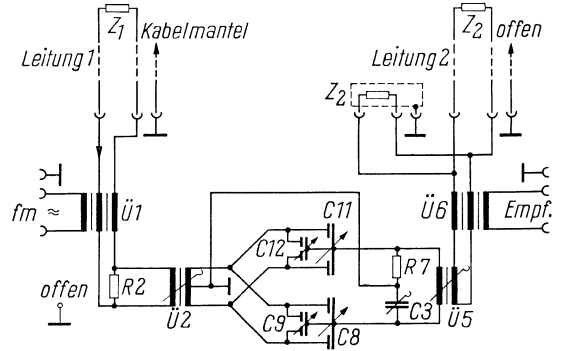 Z1
Kabelmantel
Z2
offen
Leitung 1
Leitung 2
Z2
fm ≈
Ü1
Ü6
Empf.
C11
C12
R7
offen
R2
Ü2
C9
C8
C3
Ü5